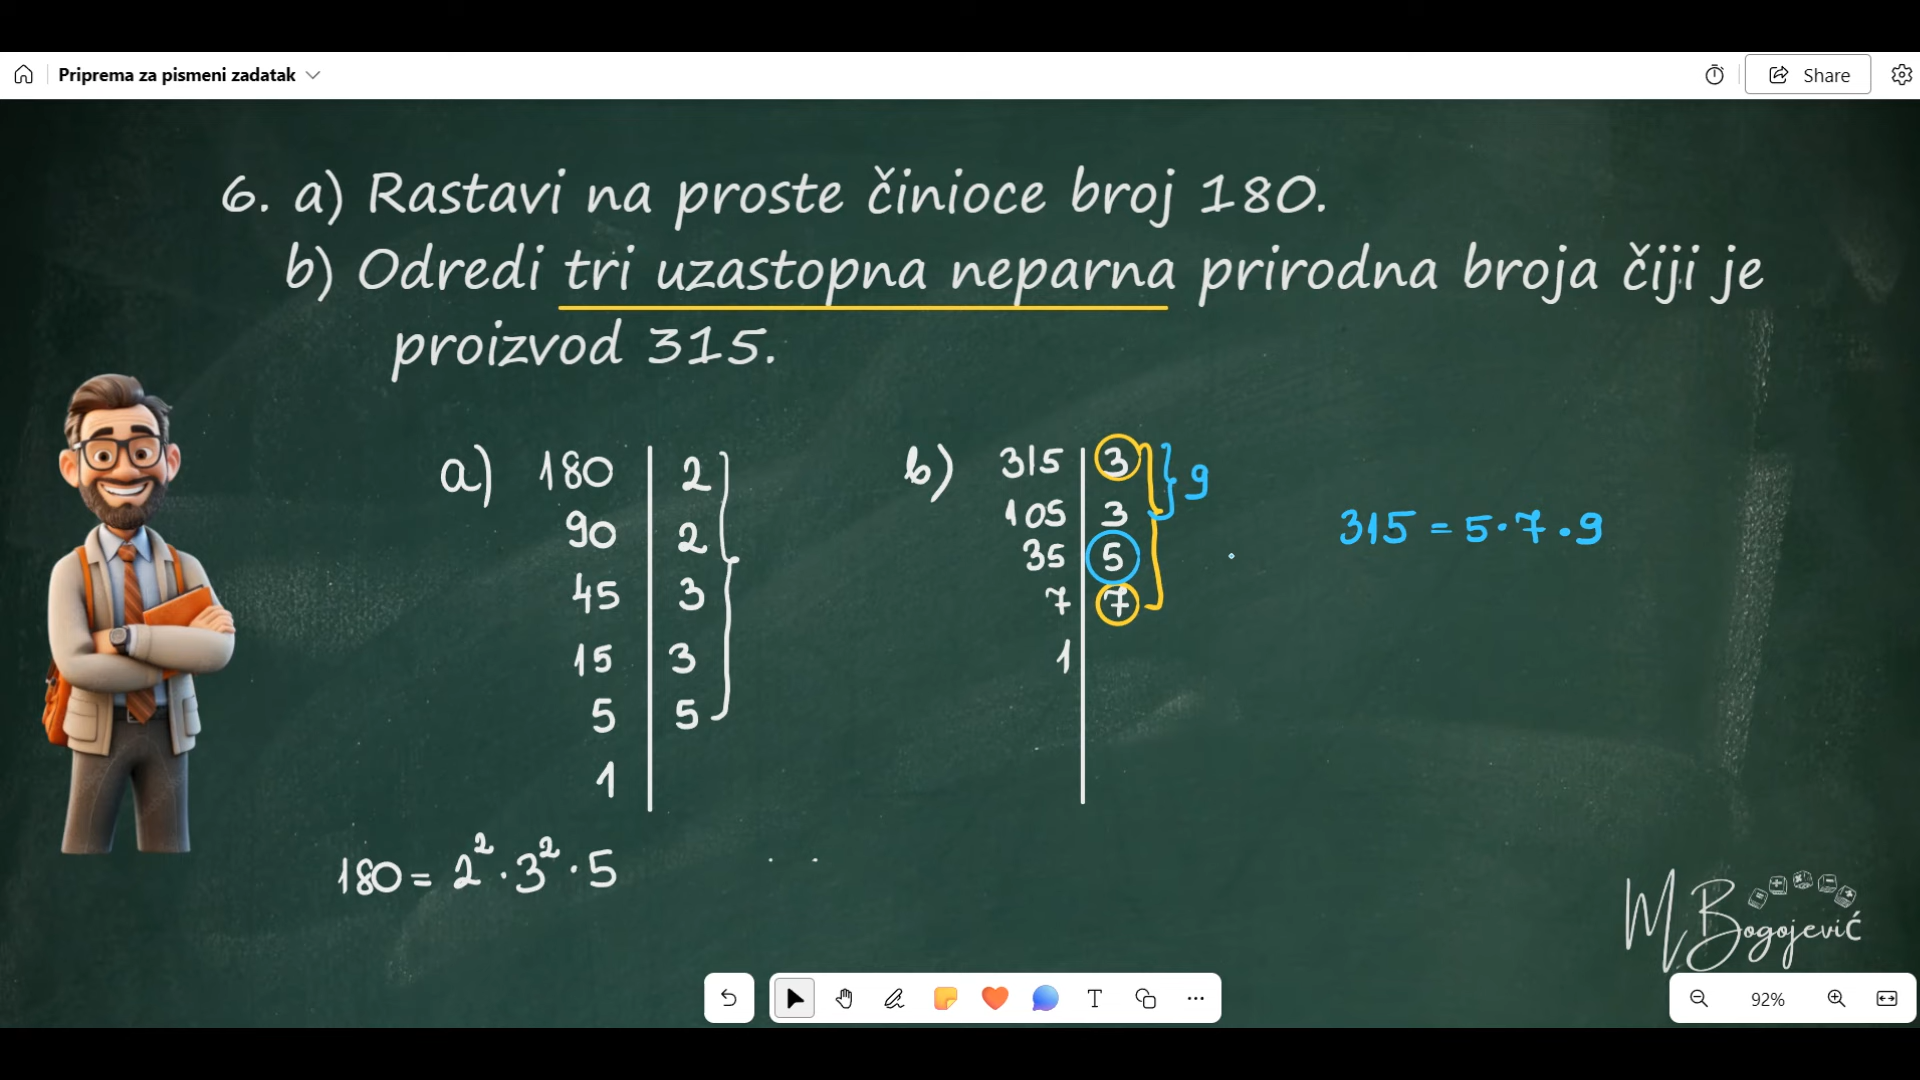 Priprema za pismeni zadatak
Share
6. a) Rastavi na proste činioce broj 180.
b) Odredi tri uzastopna neparna prirodna broja čiji je
proizvod 315.
a) 180 | 2
90 | 2
45 | 3
15 | 3
5 | 5
1
180 = 2² · 3² · 5
b) 315 | 3
105 | 3
35 | 5
7 | 7
1
9
315 = 5 · 7 · 9
M. Bogojević
T
92%